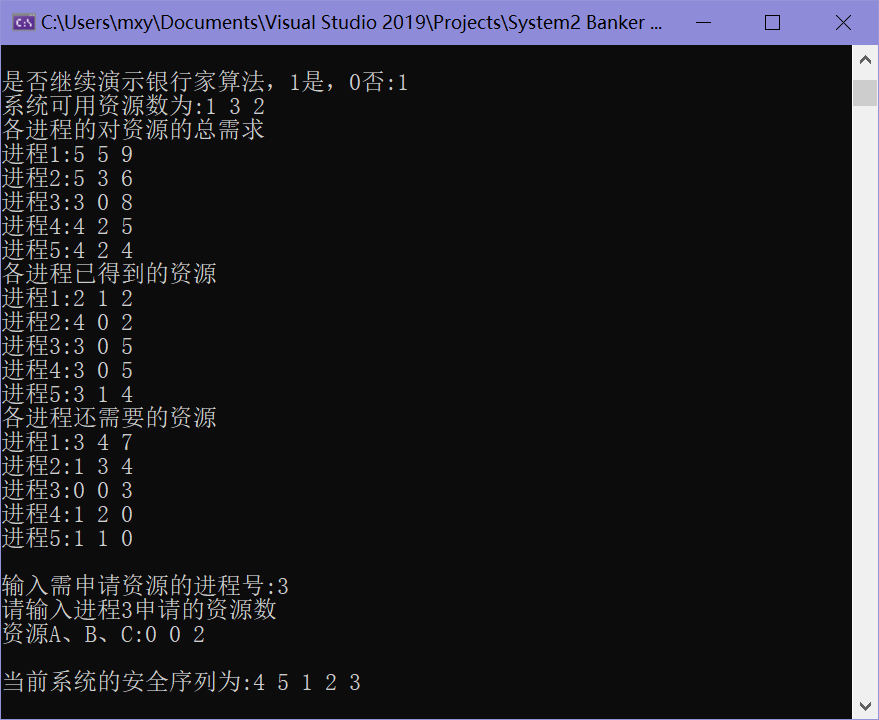 C:\Users\mxy\Documents\Visual Studio 2019\Projects\System2 Banker ...
是否继续演示银行家算法，1是，0否:1
系统可用资源数为:1 3 2
各进程的对资源的总需求
进程1:5 5 9
进程2:5 3 6
进程3:3 0 8
进程4:4 2 5
进程5:4 2 4
各进程已得到的资源
进程1:2 1 2
进程2:4 0 2
进程3:3 0 5
进程4:3 0 5
进程5:3 1 4
各进程还需要的资源
进程1:3 4 7
进程2:1 3 4
进程3:0 0 3
进程4:1 2 0
进程5:1 1 0
输入需申请资源的进程号:3
请输入进程3申请的资源数
资源A、B、C:0 0 2
当前系统的安全序列为:4 5 1 2 3